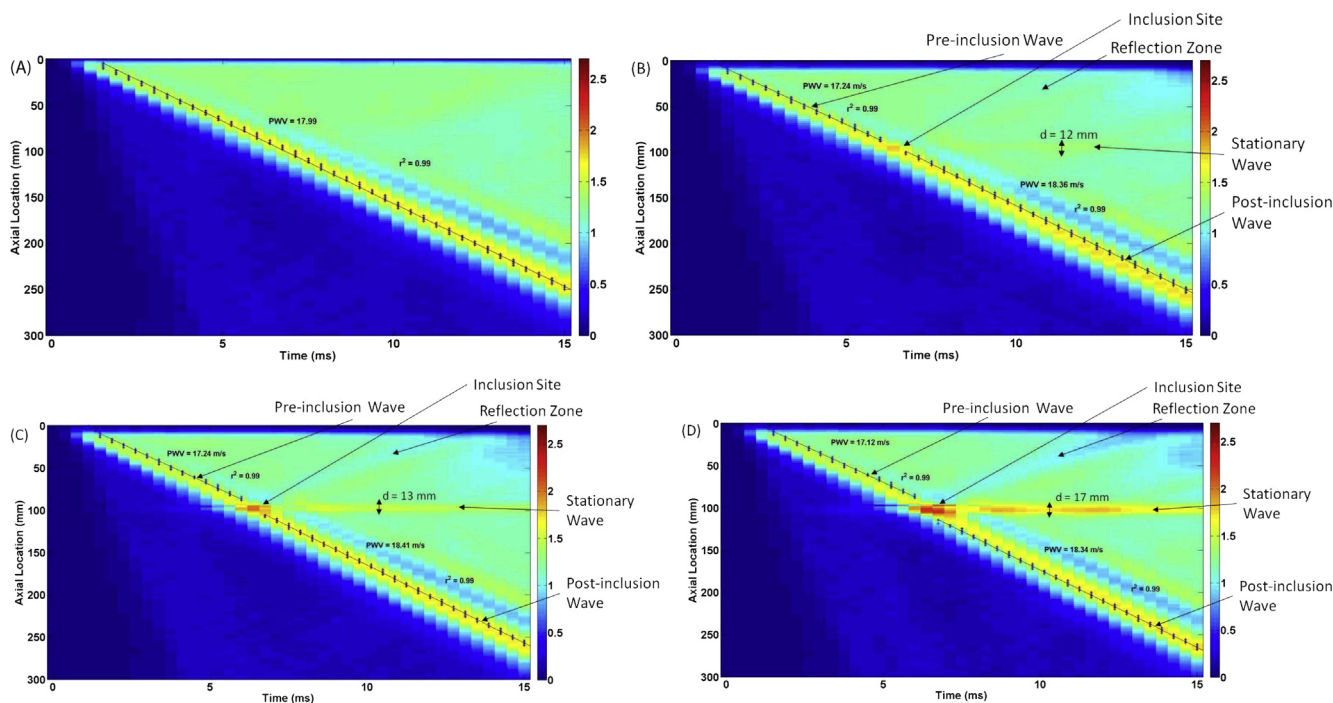 (A)
0
50
100
150
200
250
300
Axial Location (mm)
PWV = 17.99
r² = 0.99
0
5
10
15
Time (ms)
2.5
2
1.5
1
0.5
0
Inclusion Site
Pre-inclusion Wave
Reflection Zone
(B)
0
50
100
150
200
250
300
Axial Location (mm)
PWV = 17.24 m/s
r² = 0.99
d = 12 mm
PWV = 18.36 m/s
r² = 0.99
0
5
10
15
Time (ms)
2.5
2
1.5
1
0.5
0
Stationary
Wave
Post-inclusion
Wave
Inclusion Site
Pre-inclusion Wave
Reflection Zone
(C)
0
50
100
150
200
250
300
Axial Location (mm)
PWV = 17.24 m/s
r² = 0.99
d = 13 mm
PWV = 18.41 m/s
r² = 0.99
0
5
10
15
Time (ms)
2.5
2
1.5
1
0.5
0
Stationary
Wave
Post-inclusion
Wave
Inclusion Site
Pre-inclusion Wave
Reflection Zone
(D)
0
50
100
150
200
250
300
Axial Location (mm)
PWV = 17.12 m/s
r² = 0.99
d = 17 mm
PWV = 18.34 m/s
r² = 0.99
0
5
10
15
Time (ms)
2.5
2
1.5
1
0.5
0
Stationary
Wave
Post-inclusion
Wave